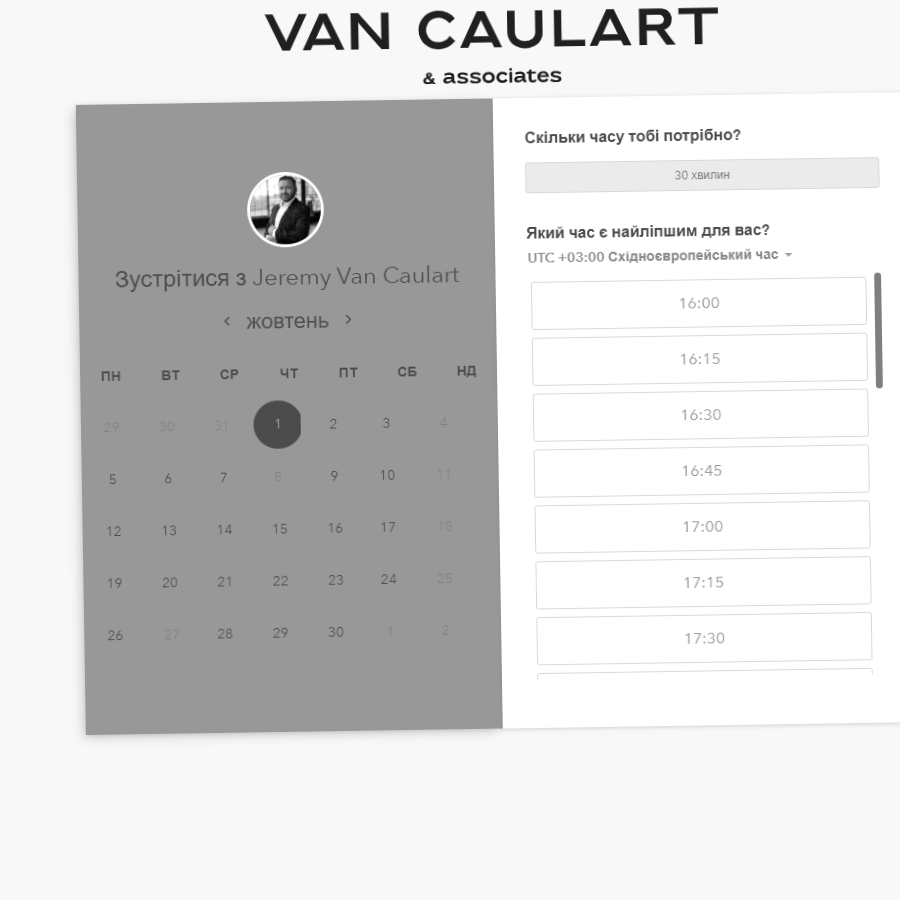 VAN CAULART
& associates
Зустрітися з Jeremy Van Caulart
‹ жовтень ›
ПН ВТ СР ЧТ ПТ СБ НД
29 30 31 1 2 3 4
5 6 7 8 9 10 11
12 13 14 15 16 17 18
19 20 21 22 23 24 25
26 27 28 29 30 1 2
Скільки часу тобі потрібно?
30 хвилин
Який час є найліпшим для вас?
UTC +03:00 Східноєвропейський час
16:00
16:15
16:30
16:45
17:00
17:15
17:30